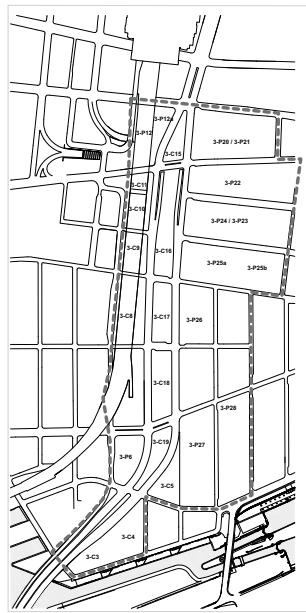 3-P12a
3-P12
3-C15
3-P20 / 3-P21
3-C11
3-P22
3-C10
3-P24 / 3-P23
3-C9
3-C16
3-P25a
3-P25b
3-C8
3-C17
3-P26
3-C18
3-P28
3-C19
3-P6
3-P27
3-C5
3-C4
3-C3